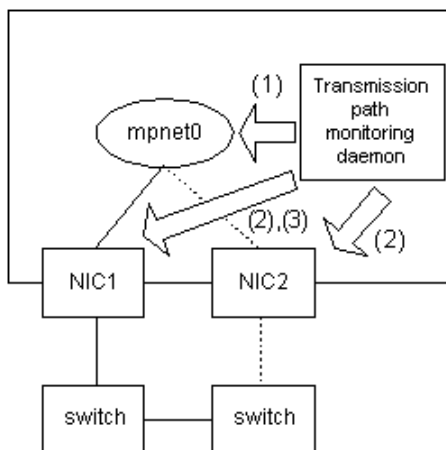 (1)
Transmission
path
monitoring
daemon
mpnet0
(2),(3)
(2)
NIC1
NIC2
switch
switch